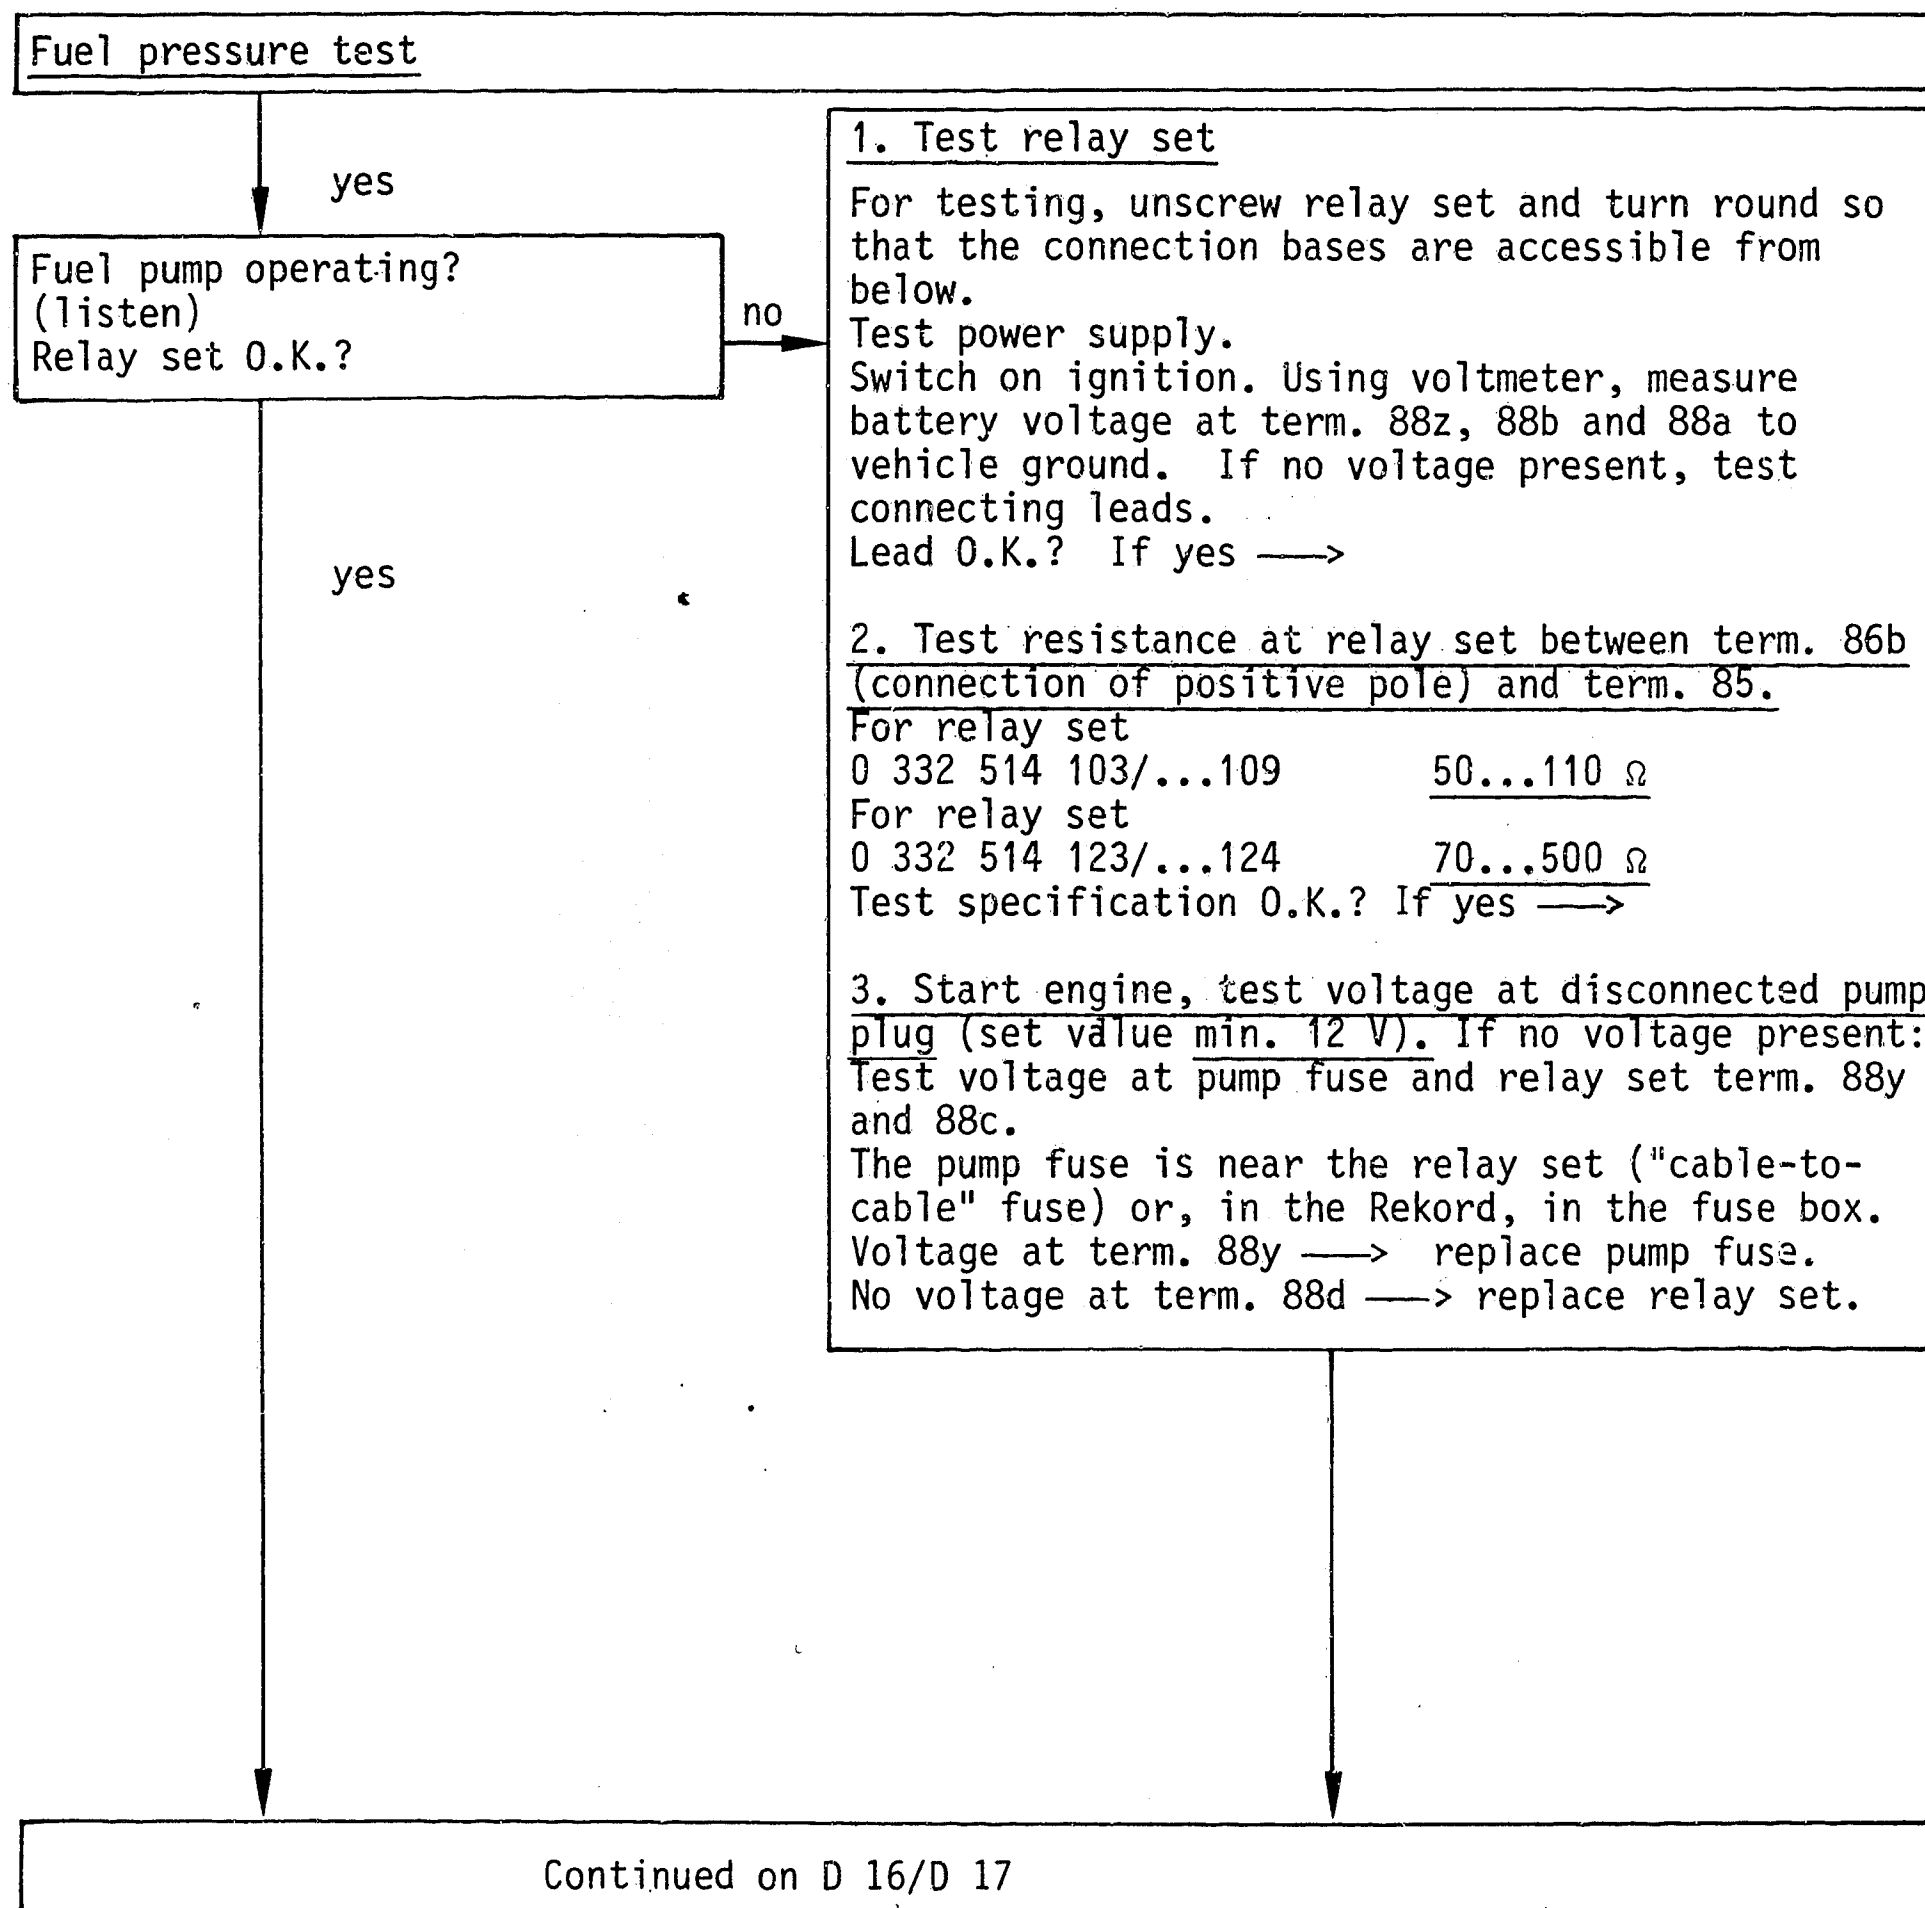 Fuel pressure test
yes
Fuel pump operating?
(listen)
Relay set O.K.?
no
yes
1. Test relay set
For testing, unscrew relay set and turn round so
that the connection bases are accessible from
below.
Test power supply.
Switch on ignition. Using voltmeter, measure
battery voltage at term. 88z, 88b and 88a to
vehicle ground. If no voltage present, test
connecting leads.
Lead O.K.? If yes ——>
2. Test resistance at relay set between term. 86b
(connection of positive pole) and term. 85.
For relay set
0 332 514 103/...109 50...110 Ω
For relay set
0 332 514 123/...124 70...500 Ω
Test specification O.K.? If yes ——>
3. Start engine, test voltage at disconnected pump
plug (set value min. 12 V). If no voltage present:
Test voltage at pump fuse and relay set term. 88y
and 88c.
The pump fuse is near the relay set ("cable-to-
cable" fuse) or, in the Rekord, in the fuse box.
Voltage at term. 88y ——> replace pump fuse.
No voltage at term. 88d ——> replace relay set.
Continued on D 16/D 17